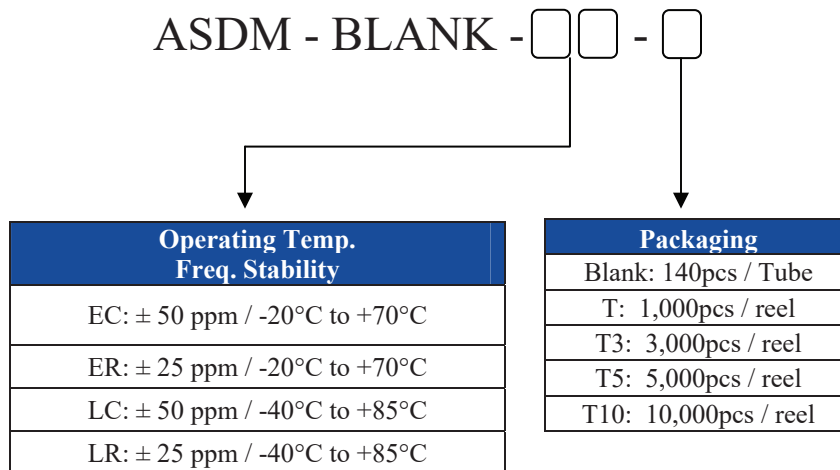 ASDM - BLANK - -
Operating Temp.
Freq. Stability
EC: ± 50 ppm / -20°C to +70°C
ER: ± 25 ppm / -20°C to +70°C
LC: ± 50 ppm / -40°C to +85°C
LR: ± 25 ppm / -40°C to +85°C
Packaging
Blank: 140pcs / Tube
T: 1,000pcs / reel
T3: 3,000pcs / reel
T5: 5,000pcs / reel
T10: 10,000pcs / reel